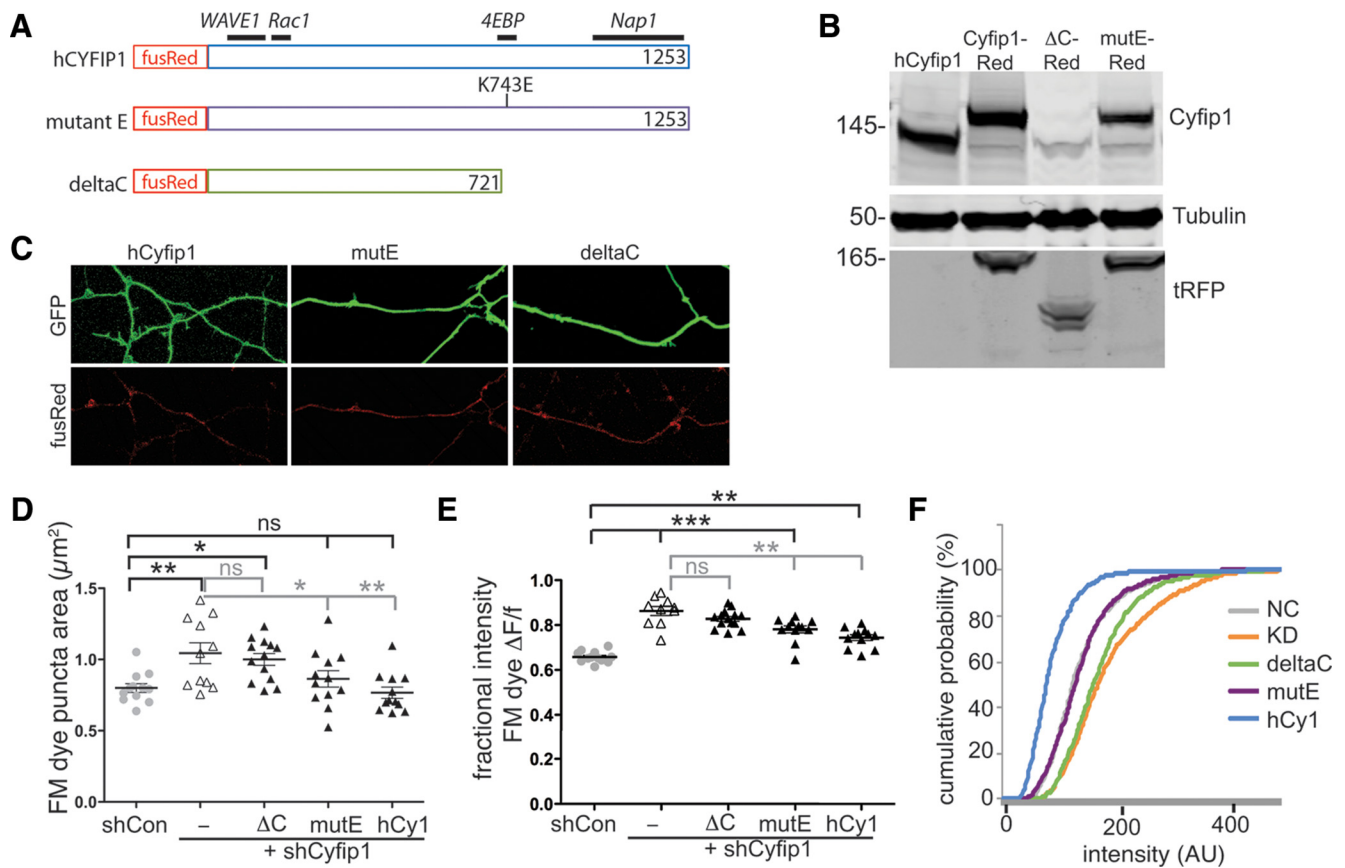 A
WAVE1 Rac1 4EBP Nap1
hCYFIP1 fusRed 1253
K743E
mutant E fusRed 1253
deltaC fusRed 721
B
hCyfip1 Cyfip1-Red ΔC-Red mutE-Red
145- Cyfip1
50- Tubulin
165- tRFP
C
hCyfip1 mutE deltaC
GFP
fusRed
D
FM dye puncta area (µm²)
ns
*
** ns * **
1.5
1.0
0.5
0.0
shCon – ΔC mutE hCy1
+ shCyfip1
E
fractional intensity
FM dye ΔF/f
**
***
**
ns
1.0
0.8
0.6
0.4
0.2
0.0
shCon – ΔC mutE hCy1
+ shCyfip1
F
cumulative probability (%)
100
80
60
40
20
0
0 200 400
intensity (AU)
NC
KD
deltaC
mutE
hCy1